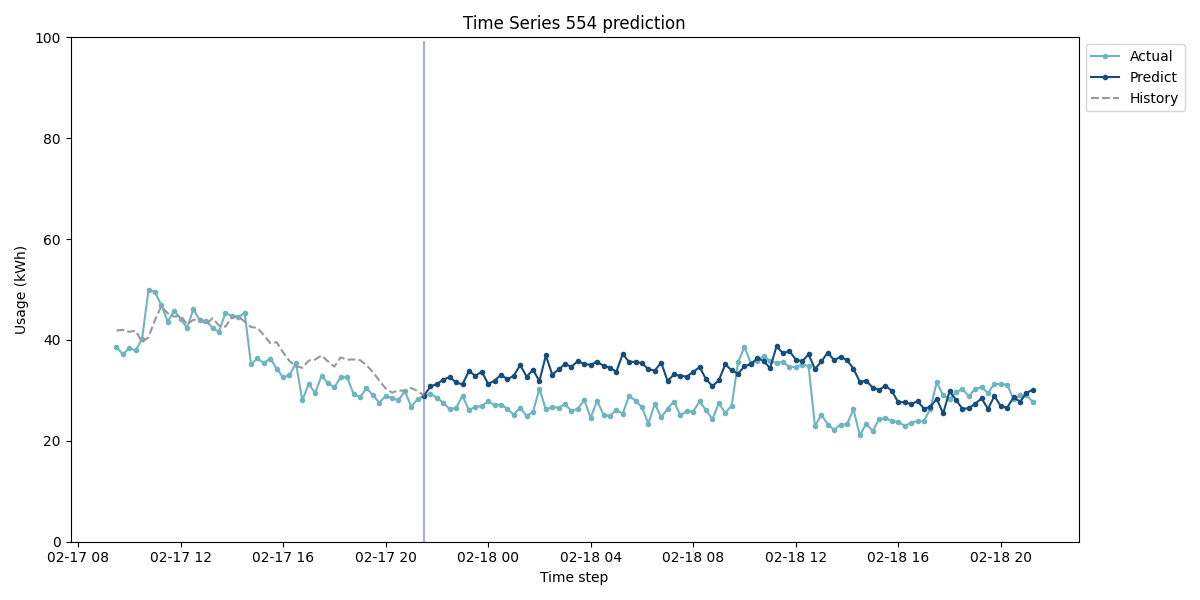 Time Series 554 prediction
Usage (kWh)
100
80
60
40
20
0
02-17 08
02-17 12
02-17 16
02-17 20
02-18 00
02-18 04
02-18 08
02-18 12
02-18 16
02-18 20
Time step
Actual
Predict
History